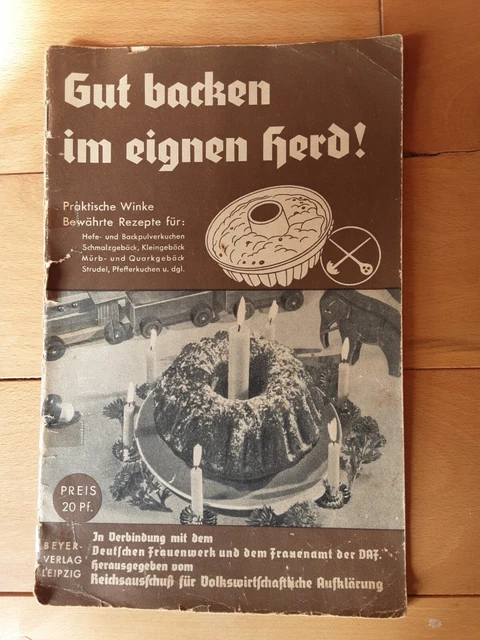 Gut backen
im eignen Herd!
Praktische Winke
Bewährte Rezepte für:
Hefe- und Backpulverkuchen
Schmalzgebäck, Kleingebäck
Mürb- und Quarkgebäck
Strudel, Pfefferkuchen u. dgl.
PREIS
20 Pf.
BEYER-
VERLAG
LEIPZIG
In Verbindung mit dem
Deutschen Frauenwerk und dem Frauenamt der DAF.
Herausgegeben vom
Reichsausschuß für Volkswirtschaftliche Aufklärung